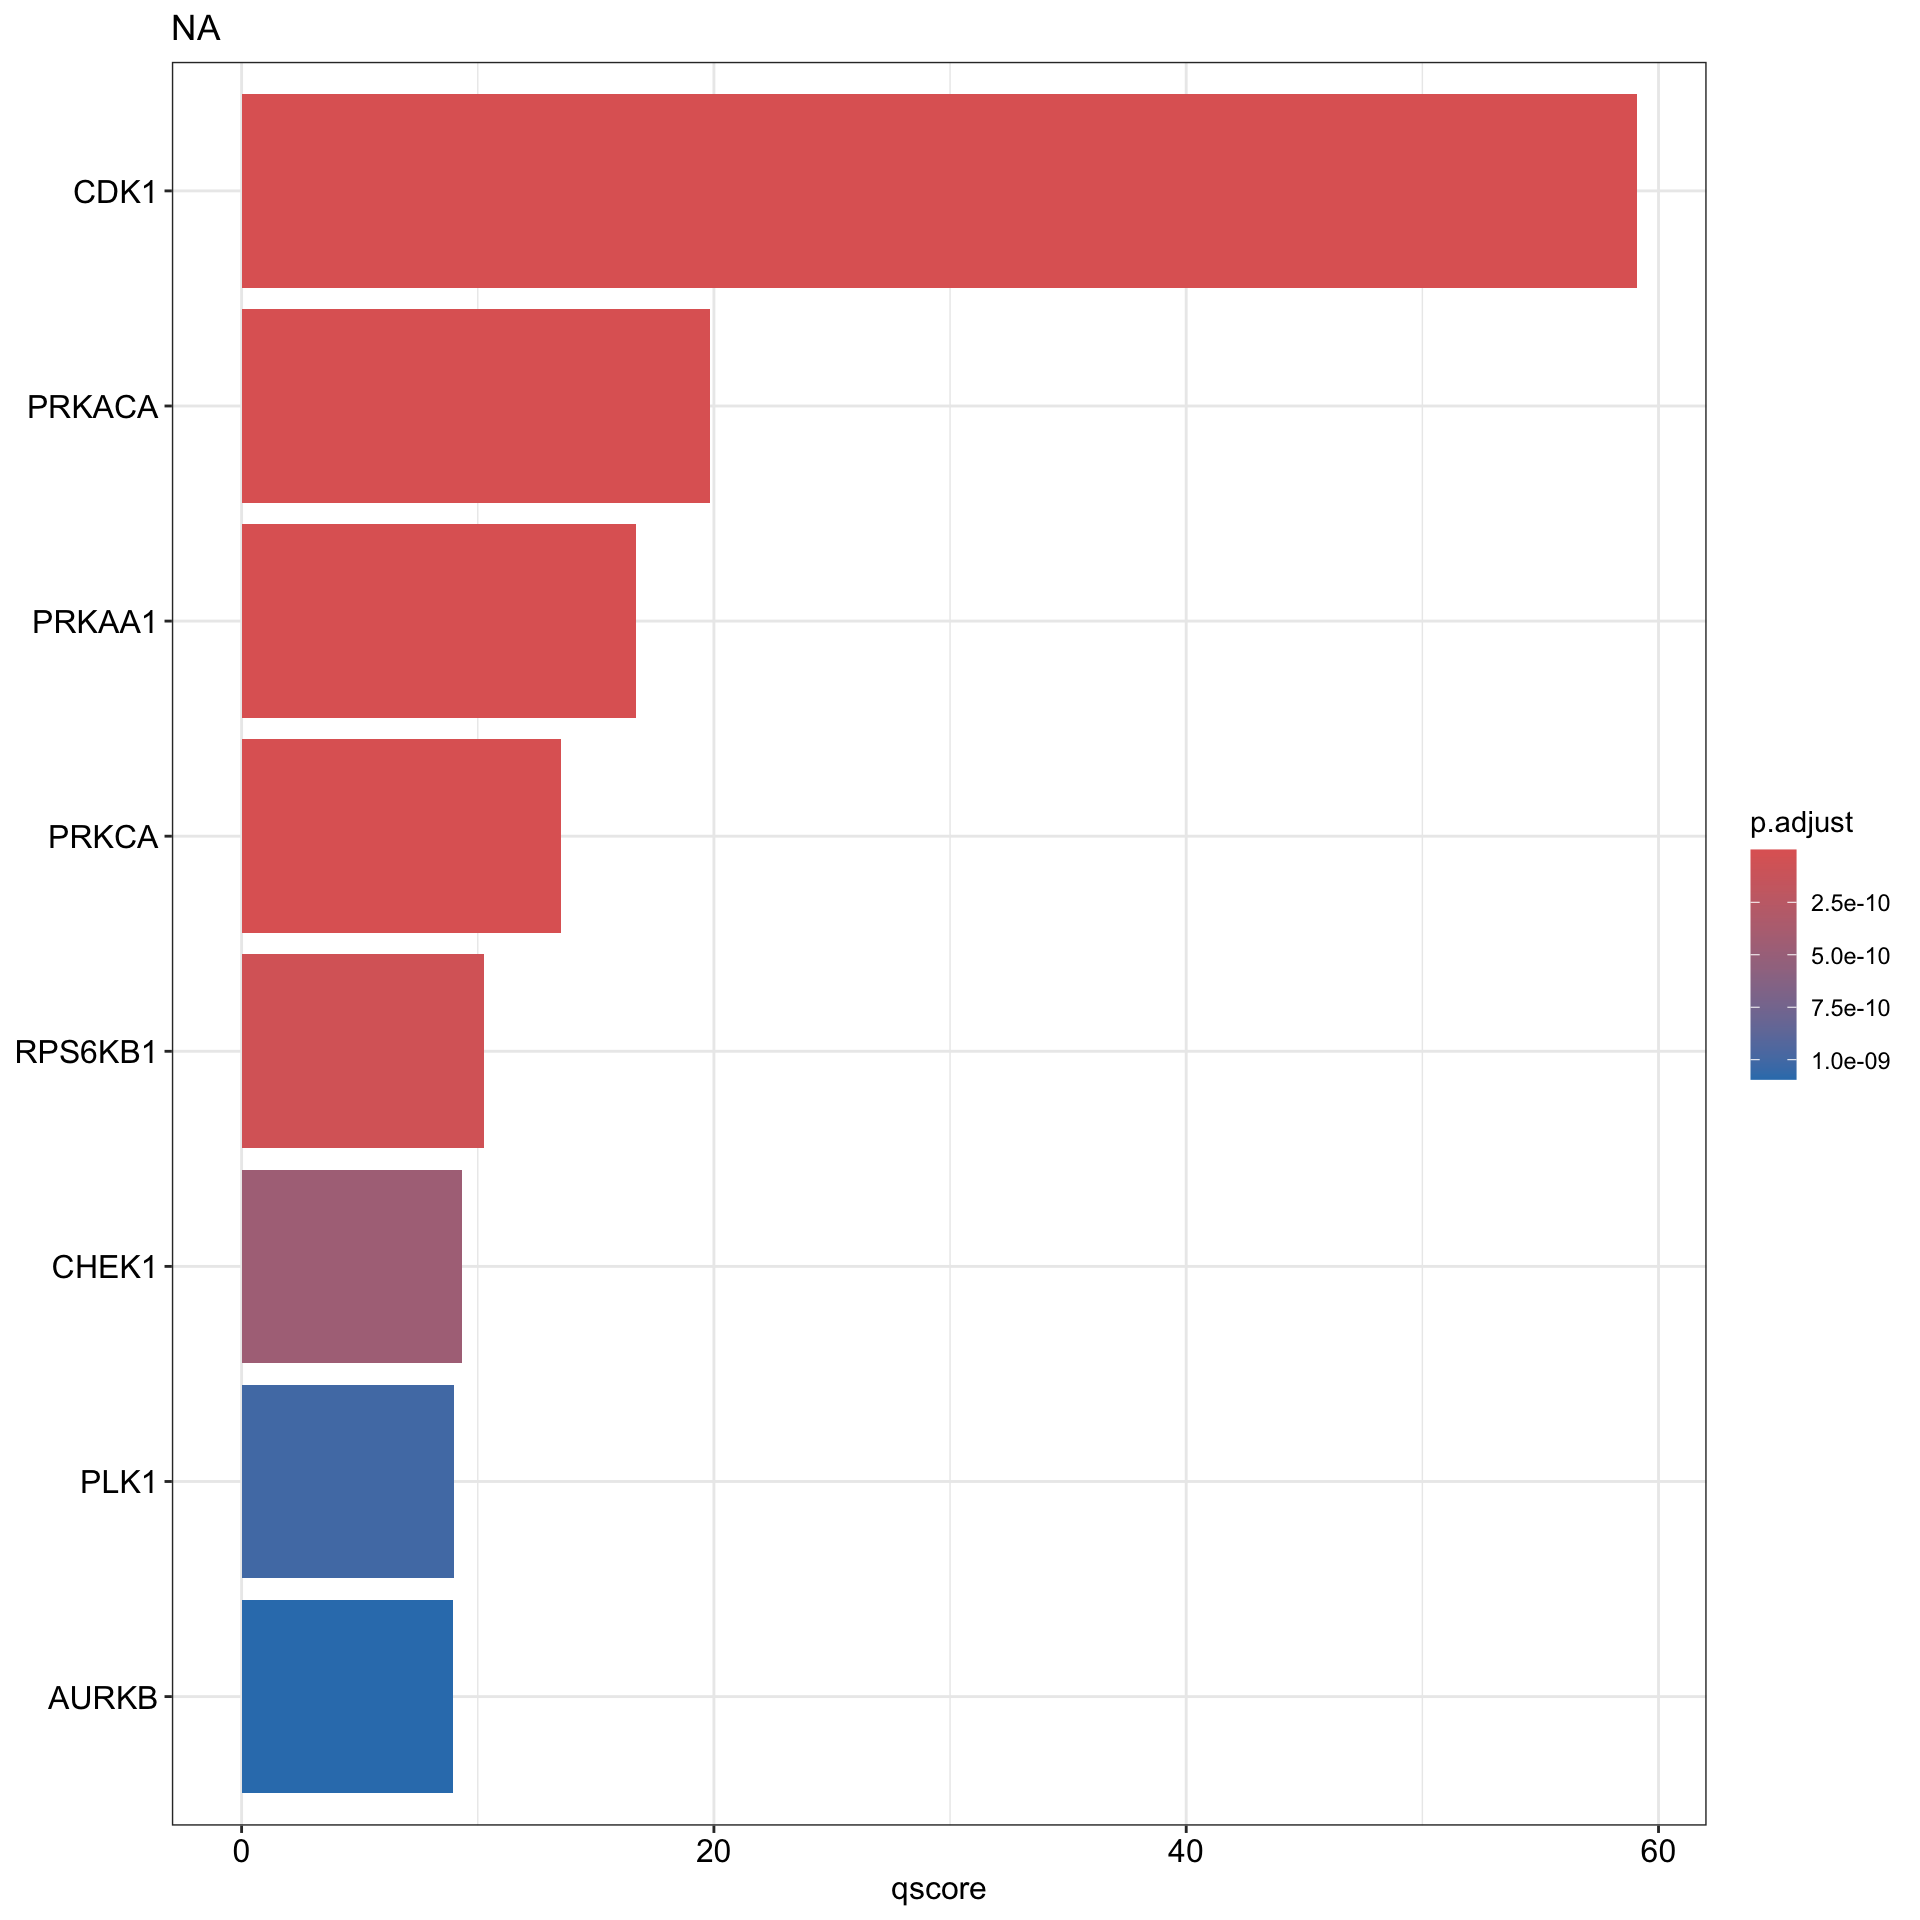 NA
CDK1
PRKACA
PRKAA1
PRKCA
RPS6KB1
CHEK1
PLK1
AURKB
0 20 40 60
qscore
p.adjust
2.5e-10
5.0e-10
7.5e-10
1.0e-09